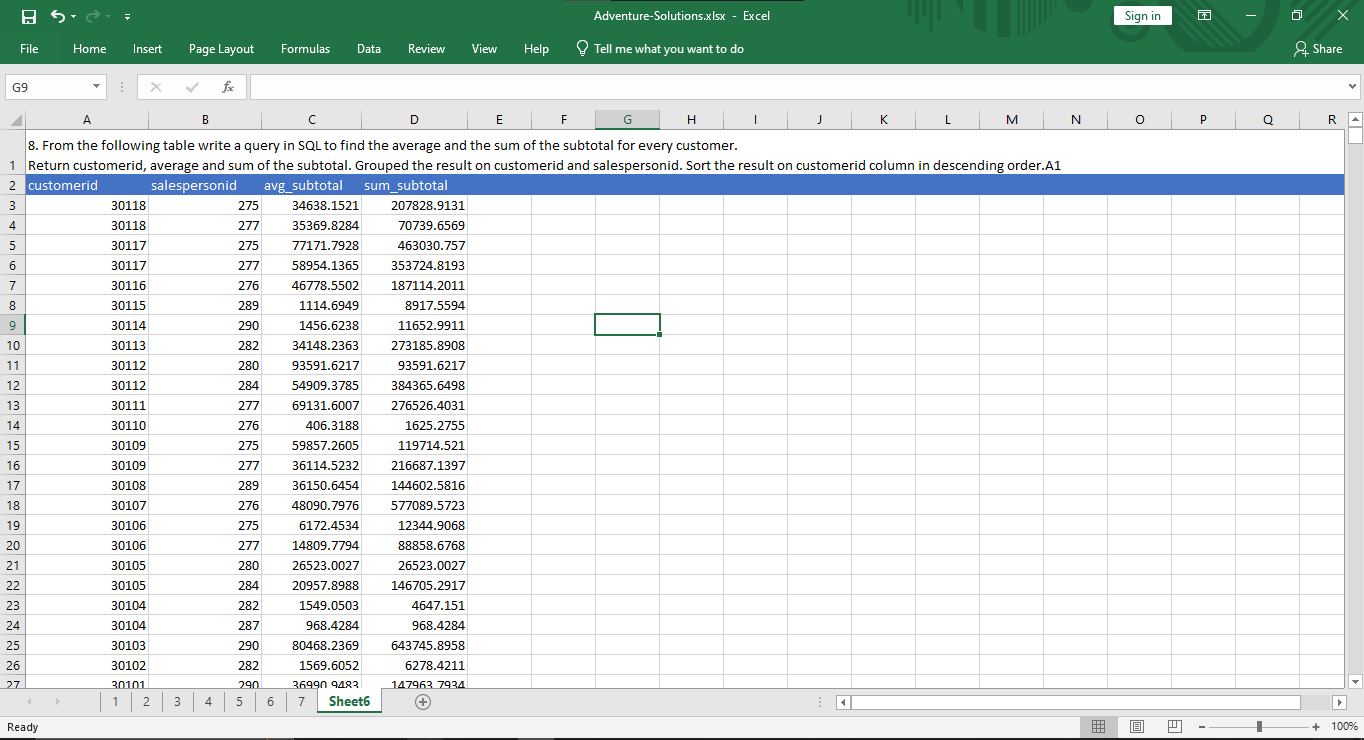 Adventure-Solutions.xlsx - Excel
Sign in
File Home Insert Page Layout Formulas Data Review View Help Tell me what you want to do Share
G9 fx
A B C D E F G H I J K L M N O P Q R
8. From the following table write a query in SQL to find the average and the sum of the subtotal for every customer.
1 Return customerid, average and sum of the subtotal. Grouped the result on customerid and salespersonid. Sort the result on customerid column in descending order.A1
2 customerid salespersonid avg_subtotal sum_subtotal
3 30118 275 34638.1521 207828.9131
4 30118 277 35369.8284 70739.6569
5 30117 275 77171.7928 463030.757
6 30117 277 58954.1365 353724.8193
7 30116 276 46778.5502 187114.2011
8 30115 289 1114.6949 8917.5594
9 30114 290 1456.6238 11652.9911
10 30113 282 34148.2363 273185.8908
11 30112 280 93591.6217 93591.6217
12 30112 284 54909.3785 384365.6498
13 30111 277 69131.6007 276526.4031
14 30110 276 406.3188 1625.2755
15 30109 275 59857.2605 119714.521
16 30109 277 36114.5232 216687.1397
17 30108 289 36150.6454 144602.5816
18 30107 276 48090.7976 577089.5723
19 30106 275 6172.4534 12344.9068
20 30106 277 14809.7794 88858.6768
21 30105 280 26523.0027 26523.0027
22 30105 284 20957.8988 146705.2917
23 30104 282 1549.0503 4647.151
24 30104 287 968.4284 968.4284
25 30103 290 80468.2369 643745.8958
26 30102 282 1569.6052 6278.4211
27 30101 290 36990.9483 147963.7934
1 2 3 4 5 6 7 Sheet6
Ready 100%